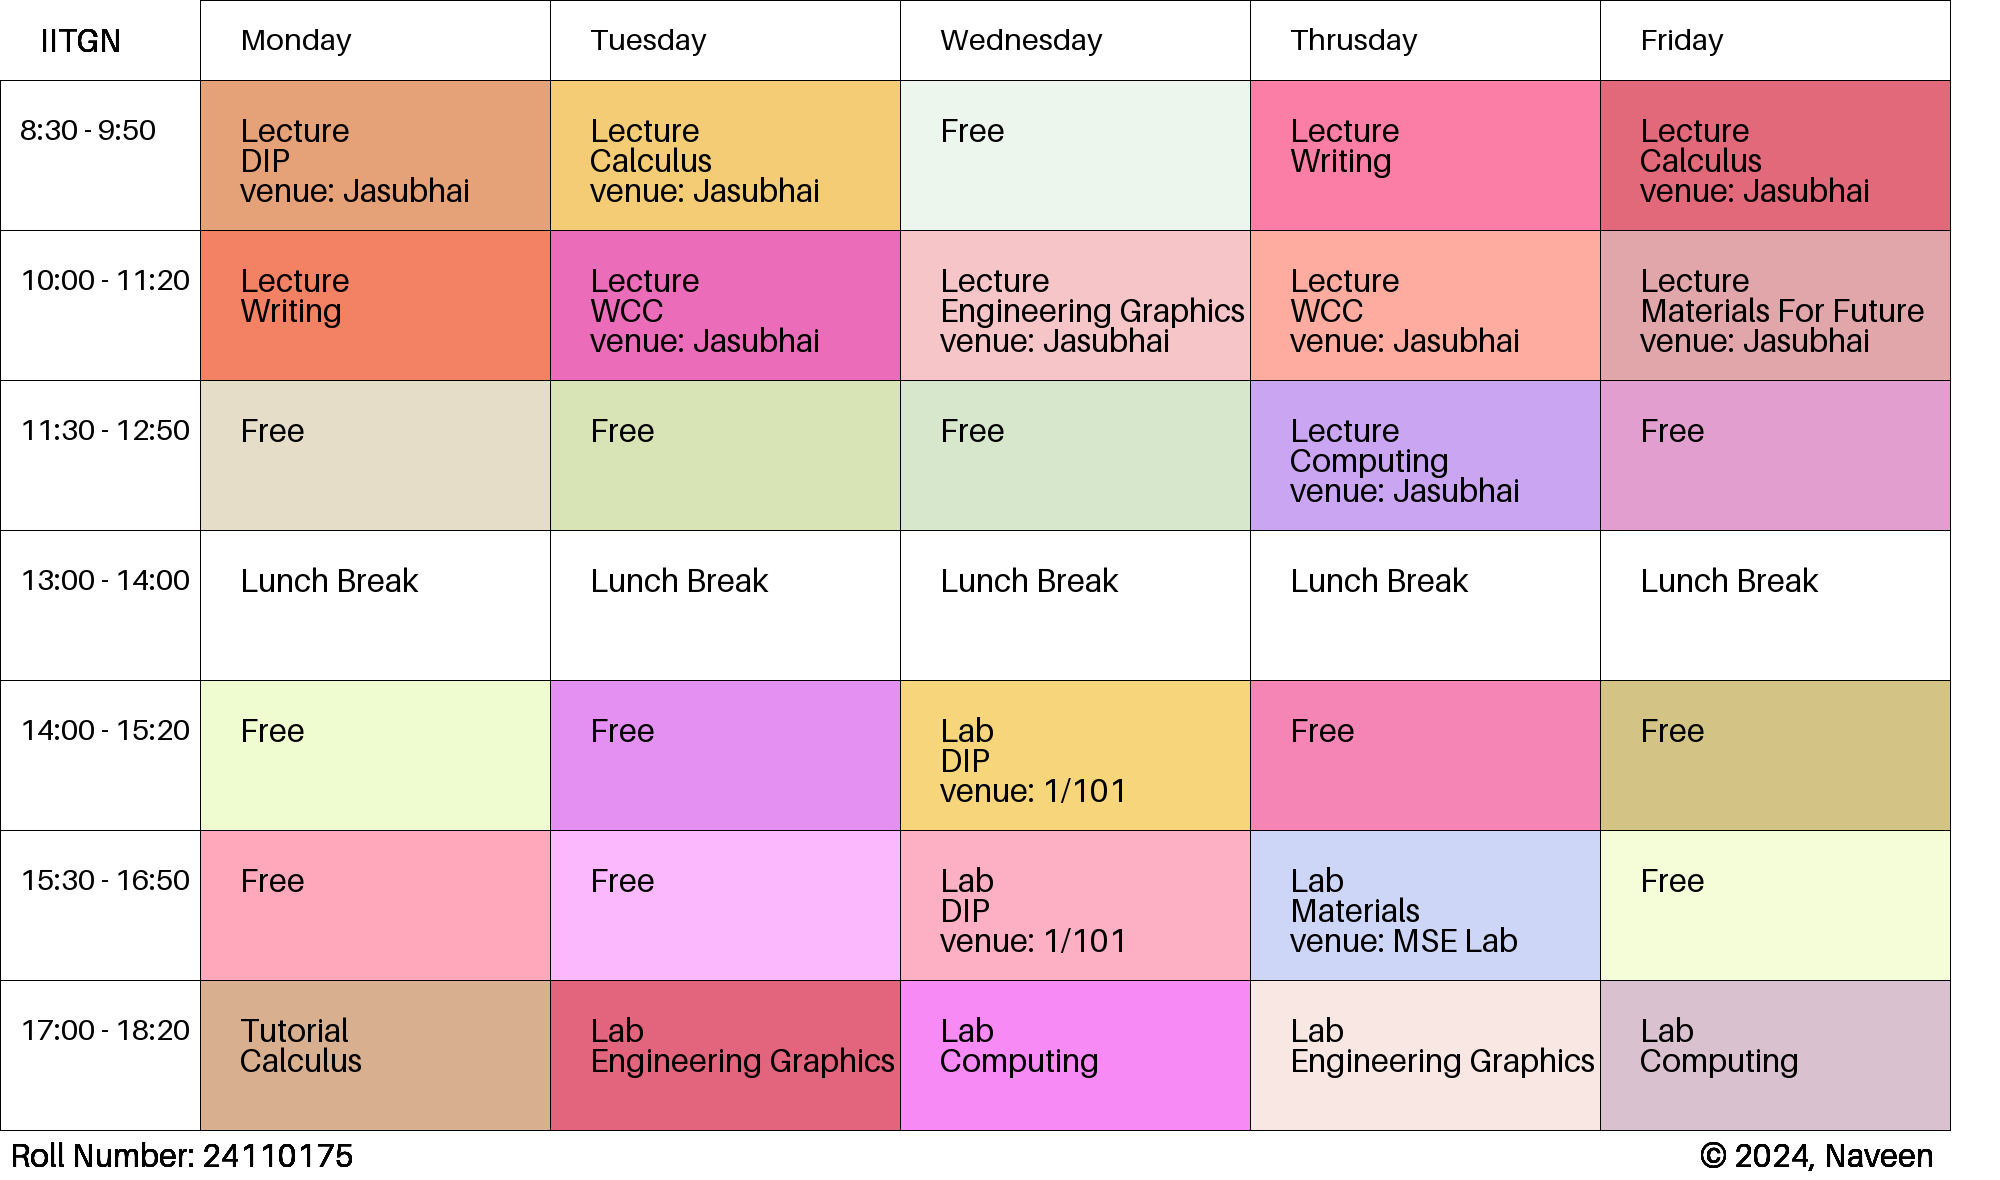 IITGN Monday Tuesday Wednesday Thrusday Friday
8:30 - 9:50
Lecture
DIP
venue: Jasubhai
Lecture
Calculus
venue: Jasubhai
Free
Lecture
Writing
Lecture
Calculus
venue: Jasubhai
10:00 - 11:20
Lecture
Writing
Lecture
WCC
venue: Jasubhai
Lecture
Engineering Graphics
venue: Jasubhai
Lecture
WCC
venue: Jasubhai
Lecture
Materials For Future
venue: Jasubhai
11:30 - 12:50
Free
Free
Free
Lecture
Computing
venue: Jasubhai
Free
13:00 - 14:00
Lunch Break
Lunch Break
Lunch Break
Lunch Break
Lunch Break
14:00 - 15:20
Free
Free
Lab
DIP
venue: 1/101
Free
Free
15:30 - 16:50
Free
Free
Lab
DIP
venue: 1/101
Lab
Materials
venue: MSE Lab
Free
17:00 - 18:20
Tutorial
Calculus
Lab
Engineering Graphics
Lab
Computing
Lab
Engineering Graphics
Lab
Computing
Roll Number: 24110175
© 2024, Naveen